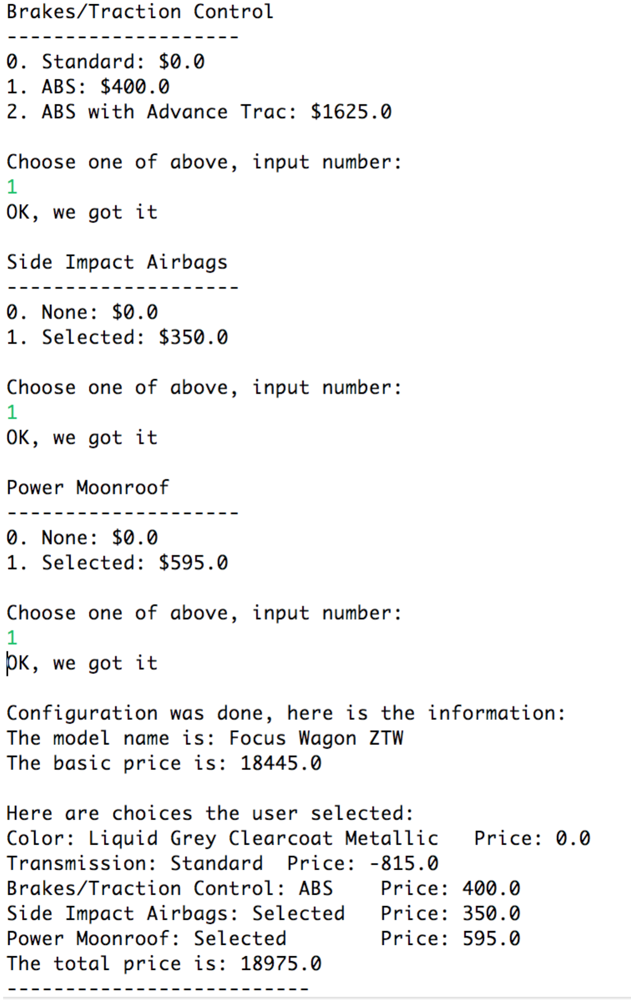 Brakes/Traction Control
--------------------
0. Standard: $0.0
1. ABS: $400.0
2. ABS with Advance Trac: $1625.0
Choose one of above, input number:
1
OK, we got it
Side Impact Airbags
--------------------
0. None: $0.0
1. Selected: $350.0
Choose one of above, input number:
1
OK, we got it
Power Moonroof
--------------------
0. None: $0.0
1. Selected: $595.0
Choose one of above, input number:
1
OK, we got it
Configuration was done, here is the information:
The model name is: Focus Wagon ZTW
The basic price is: 18445.0
Here are choices the user selected:
Color: Liquid Grey Clearcoat Metallic   Price: 0.0
Transmission: Standard  Price: -815.0
Brakes/Traction Control: ABS    Price: 400.0
Side Impact Airbags: Selected   Price: 350.0
Power Moonroof: Selected        Price: 595.0
The total price is: 18975.0
--------------------------